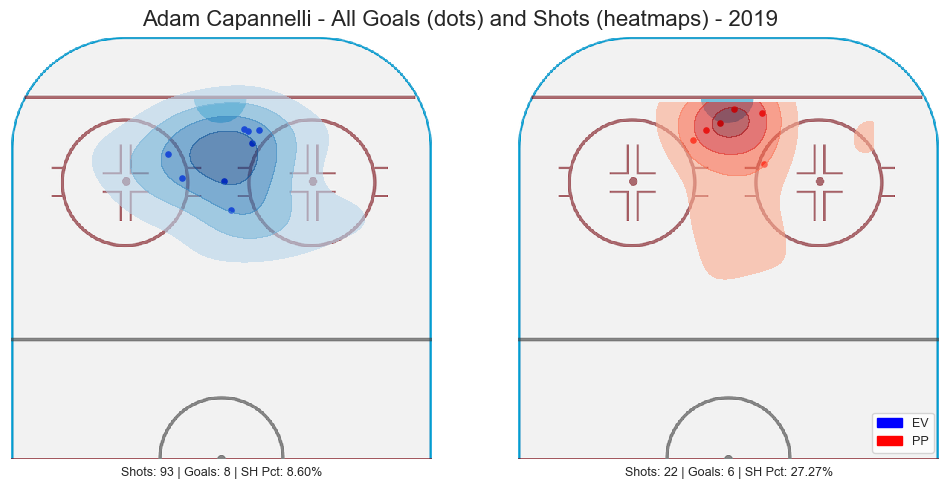 Adam Capannelli - All Goals (dots) and Shots (heatmaps) - 2019
EV
PP
Shots: 93 | Goals: 8 | SH Pct: 8.60%
Shots: 22 | Goals: 6 | SH Pct: 27.27%